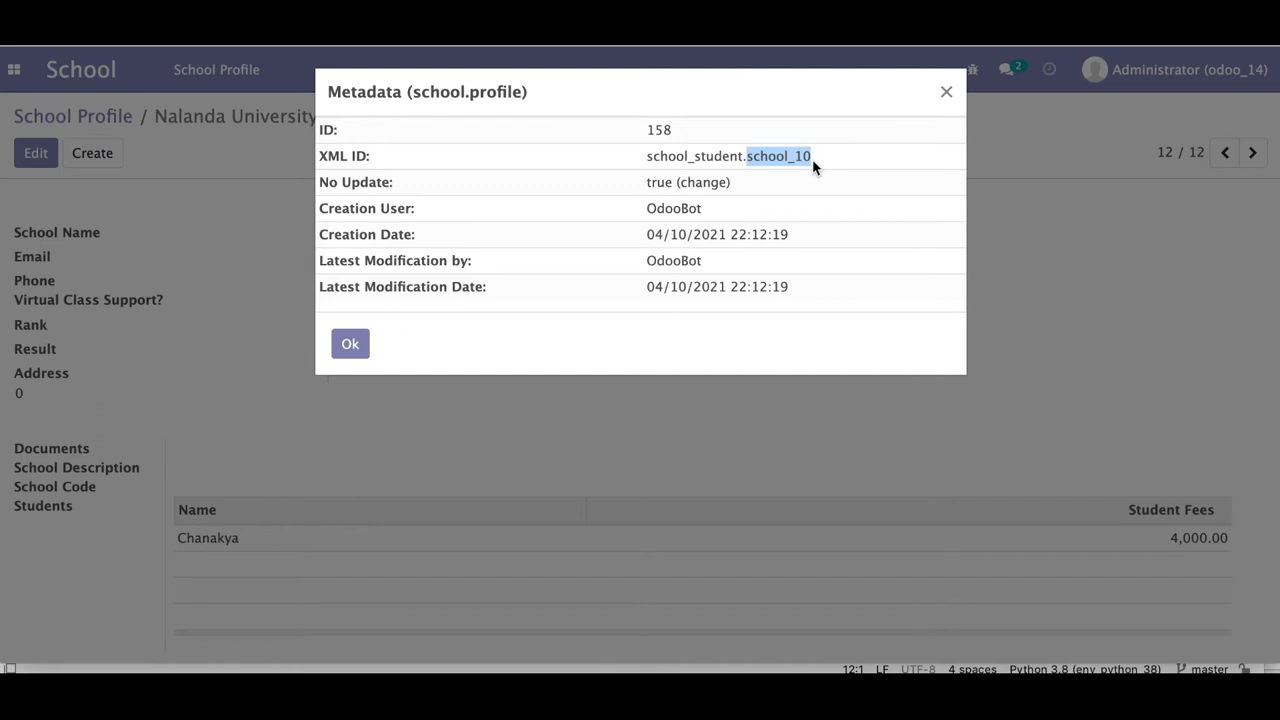 School School Profile 2 Administrator (odoo_14)
Metadata (school.profile)
School Profile / Nalanda University
Edit Create 12 / 12
ID: 158
XML ID: school_student.school_10
No Update: true (change)
Creation User: OdooBot
Creation Date: 04/10/2021 22:12:19
Latest Modification by: OdooBot
Latest Modification Date: 04/10/2021 22:12:19
Ok
School Name
Email
Phone
Virtual Class Support?
Rank
Result
Address
0
Documents
School Description
School Code
Students
Name Student Fees
Chanakya 4,000.00
12:1 LF UTF-8 4 spaces Python 3.8 (env_python_38) master